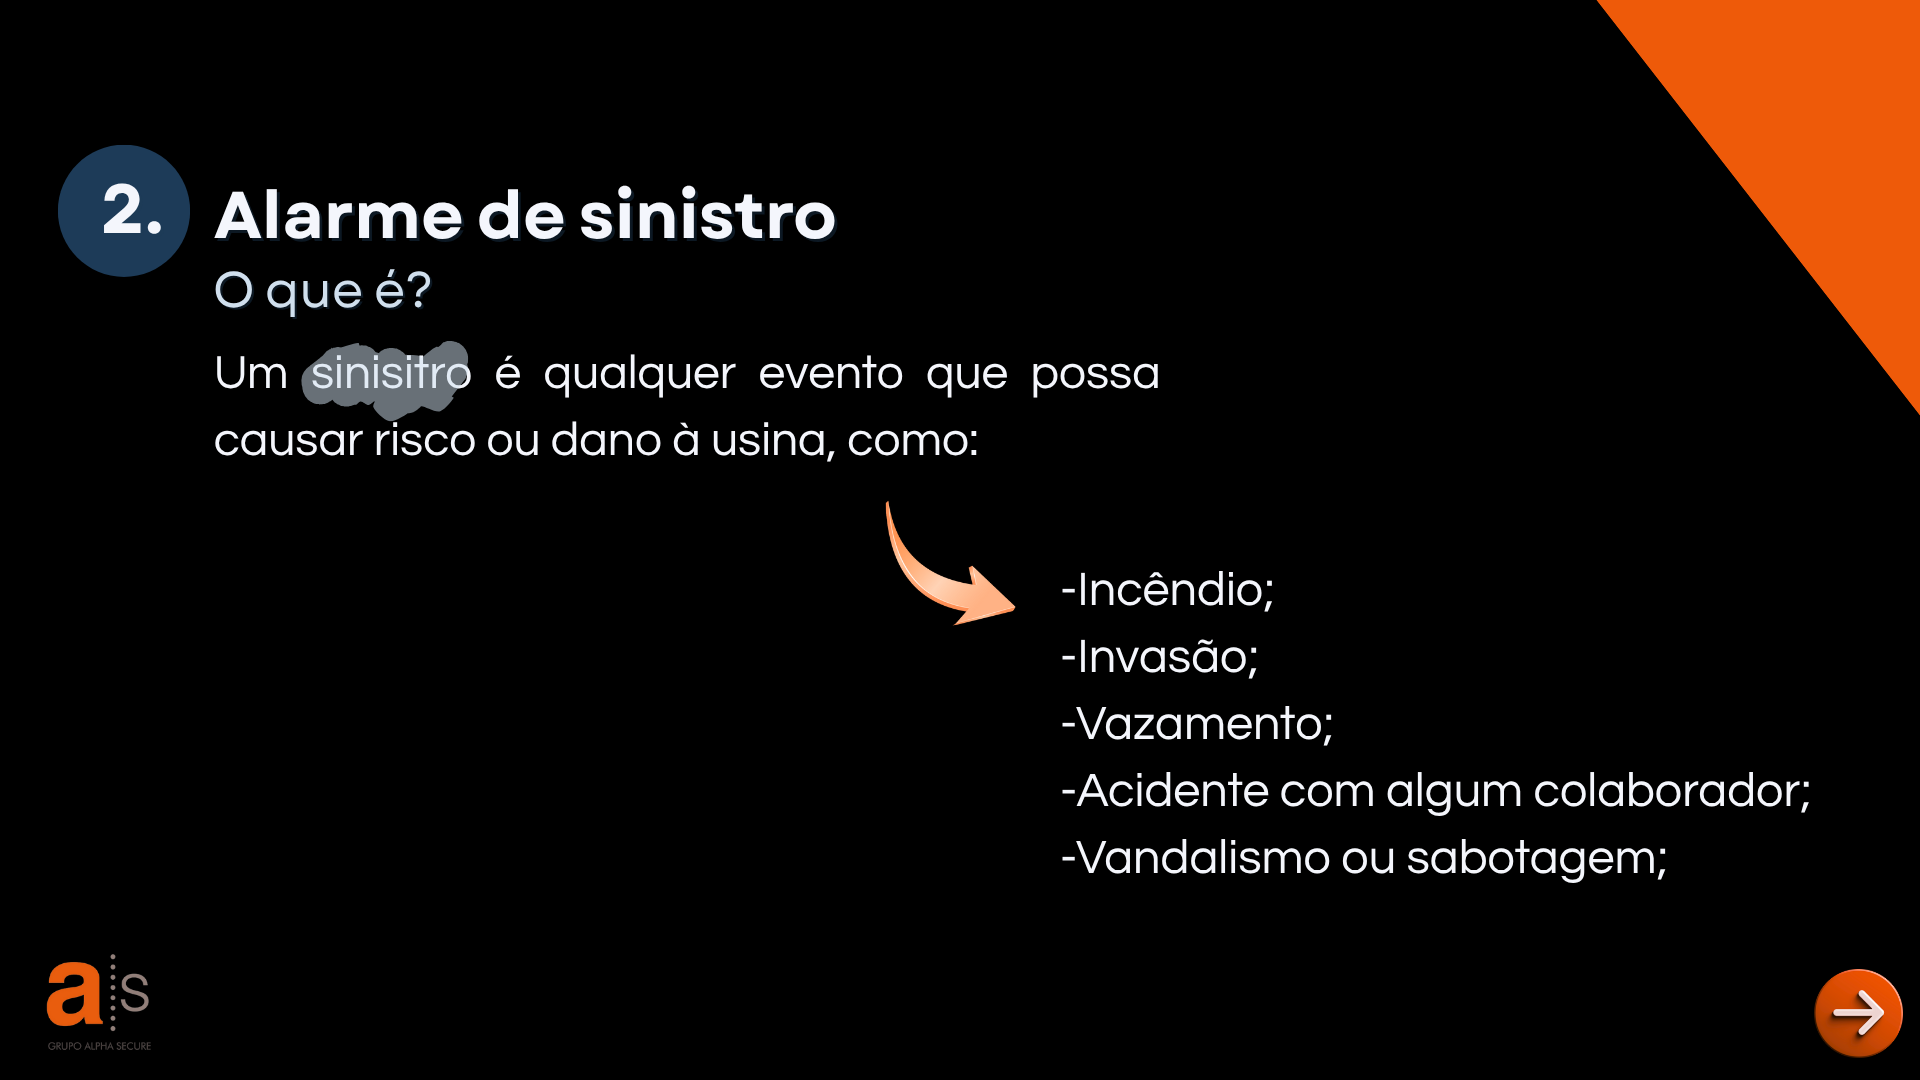 2.
Alarme de sinistro
O que é?
Um sinisitro é qualquer evento que possa
causar risco ou dano à usina, como:
-Incêndio;
-Invasão;
-Vazamento;
-Acidente com algum colaborador;
-Vandalismo ou sabotagem;
a s
GRUPO ALPHA SECURE